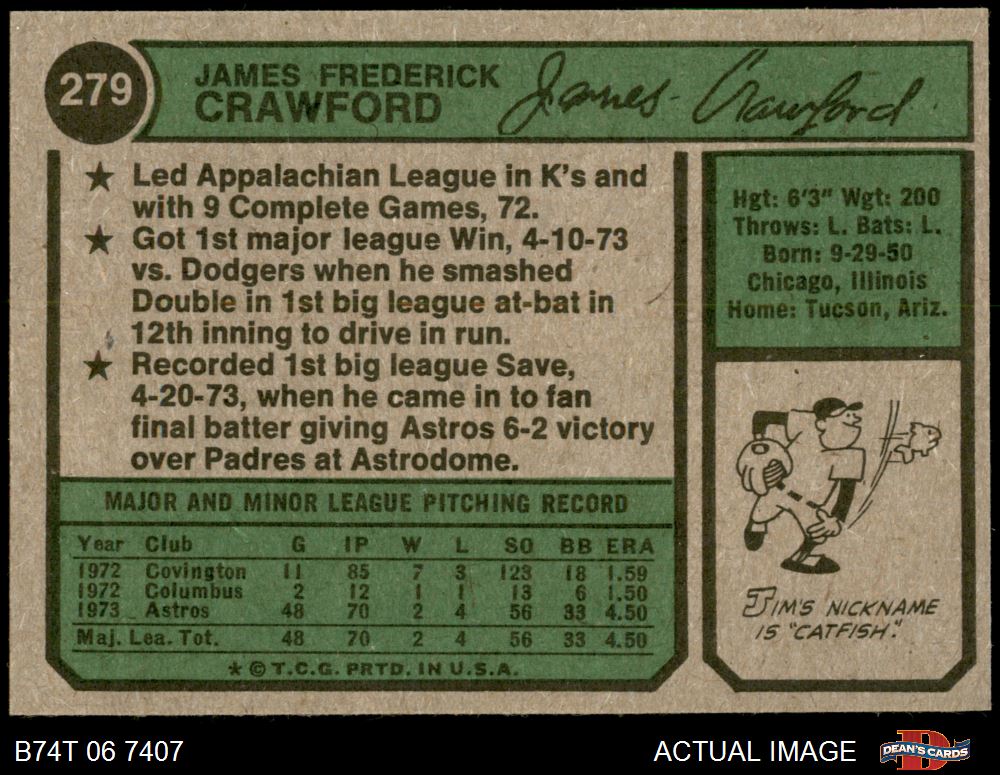 279
JAMES FREDERICK
CRAWFORD
James Crawford
★ Led Appalachian League in K's and
with 9 Complete Games, 72.
★ Got 1st major league Win, 4-10-73
vs. Dodgers when he smashed
Double in 1st big league at-bat in
12th inning to drive in run.
★ Recorded 1st big league Save,
4-20-73, when he came in to fan
final batter giving Astros 6-2 victory
over Padres at Astrodome.
Hgt: 6'3" Wgt: 200
Throws: L. Bats: L.
Born: 9-29-50
Chicago, Illinois
Home: Tucson, Ariz.
JIM'S NICKNAME
IS "CATFISH."
MAJOR AND MINOR LEAGUE PITCHING RECORD
Year Club G IP W L SO BB ERA
1972 Covington 11 85 7 3 123 18 1.59
1972 Columbus 2 12 1 1 13 6 1.50
1973 Astros 48 70 2 4 56 33 4.50
Maj. Lea. Tot. 48 70 2 4 56 33 4.50
★ © T.C.G. PRTD. IN U.S.A.
B74T 06 7407
ACTUAL IMAGE
D
DEAN'S CARDS